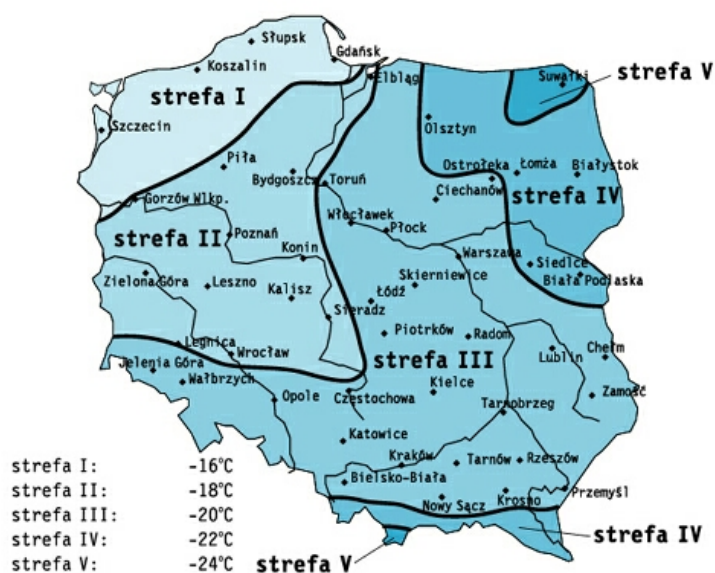 Słupsk
Gdańsk
Koszalin
Elbląg
Suwałki
strefa V
strefa I
Szczecin
Olsztyn
Piła
Ostrołęka
Łomża
Białystok
Bydgoszcz
Toruń
Ciechanów
strefa IV
Gorzów Wlkp.
Włocławek
Płock
strefa II
Poznań
Konin
Warszawa
Siedlce
Zielona Góra
Leszno
Kalisz
Skierniewice
Biała Podlaska
Łódź
Sieradz
Piotrków
Radom
Legnica
Wrocław
strefa III
Lublin
Chełm
Jelenia Góra
Wałbrzych
Opole
Częstochowa
Kielce
Zamość
Tarnobrzeg
Katowice
Kraków
Tarnów
Rzeszów
Bielsko-Biała
Nowy Sącz
Krosno
Przemyśl
strefa IV
strefa V
strefa I: -16°C
strefa II: -18°C
strefa III: -20°C
strefa IV: -22°C
strefa V: -24°C